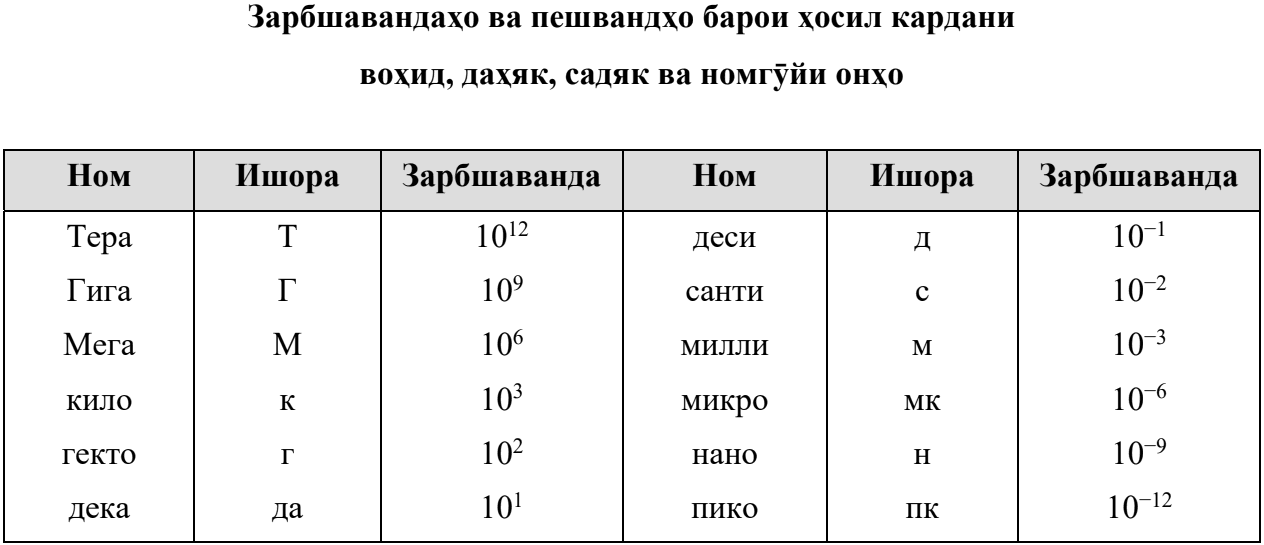 Зарбшавандаҳо ва пешвандҳо барои ҳосил кардани
воҳид, даҳяк, садяк ва номгӯйи онҳо
Ном Ишора Зарбшаванда Ном Ишора Зарбшаванда
Тера Т 10¹² деси д 10⁻¹
Гига Г 10⁹ санти с 10⁻²
Мега М 10⁶ милли м 10⁻³
кило к 10³ микро мк 10⁻⁶
гекто г 10² нано н 10⁻⁹
дека да 10¹ пико пк 10⁻¹²